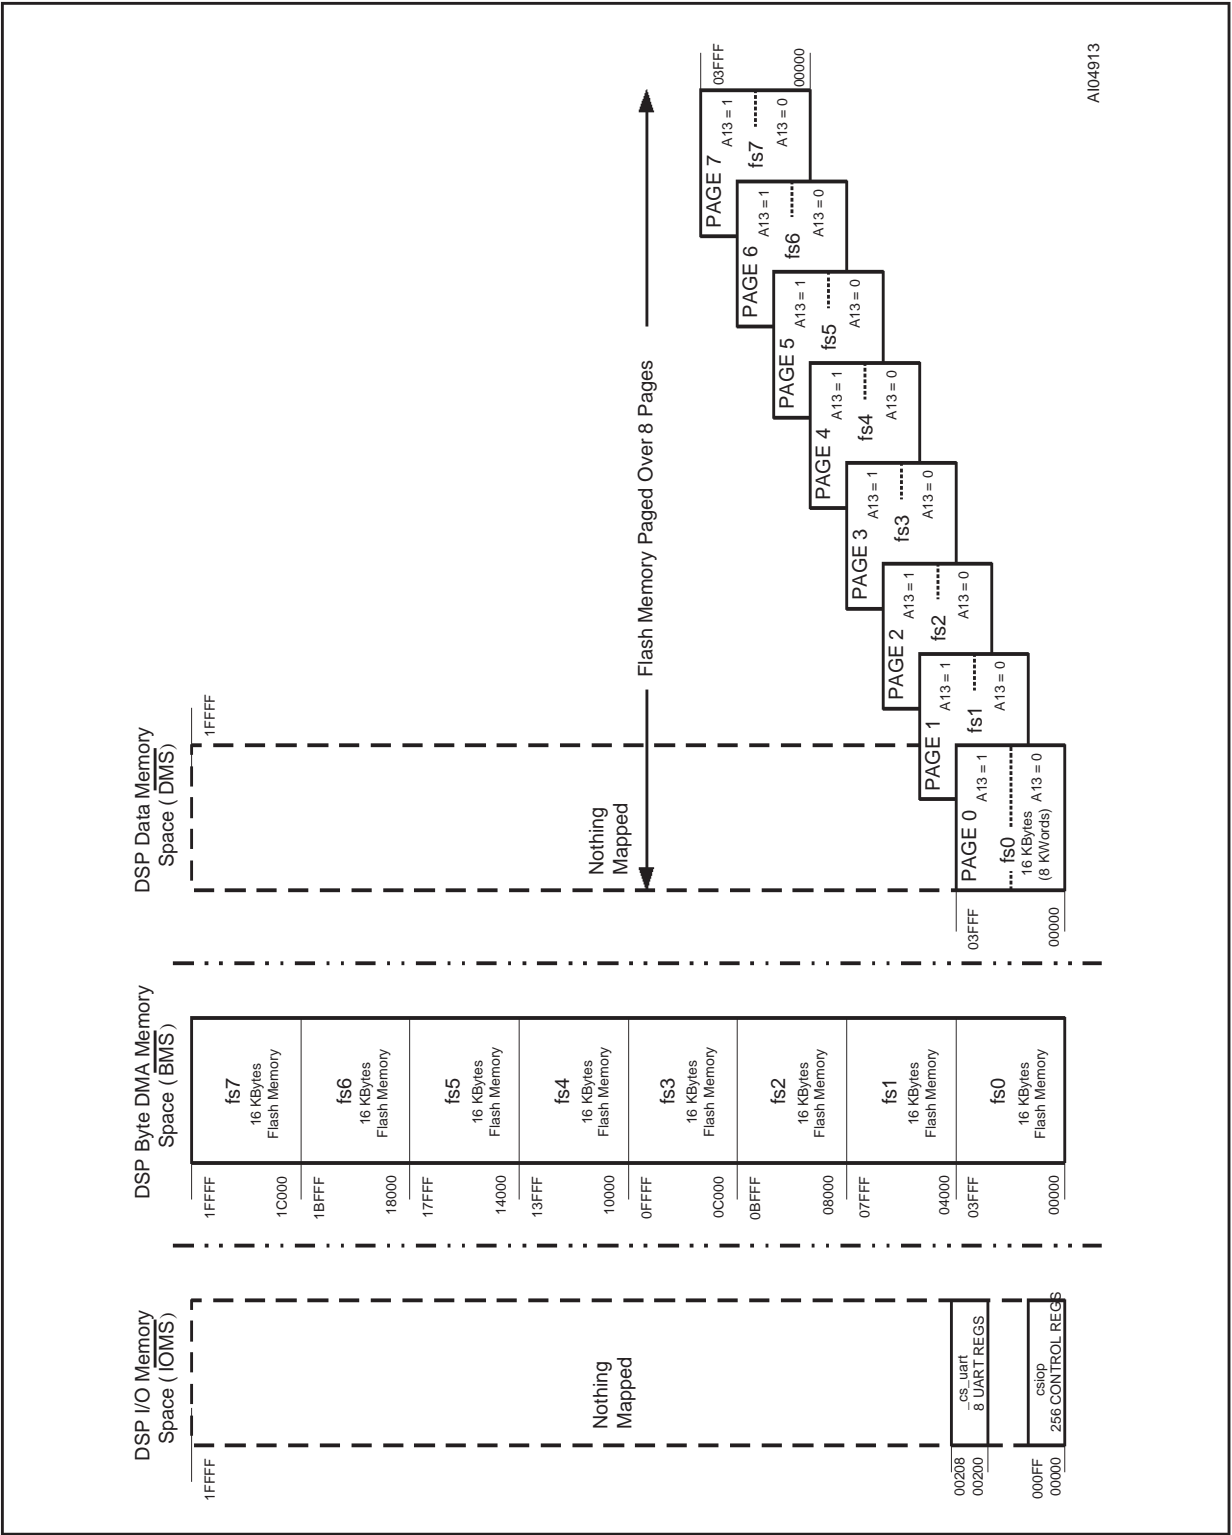 DSP I/O Memory
Space ( IOMS)
1FFFF
Nothing
Mapped
00208
00200
_cs_uart
8 UART REGS
000FF
00000
csiop
256 CONTROL REGS
DSP Byte DMA Memory
Space ( BMS)
1FFFF
1C000
fs7
16 KBytes
Flash Memory
1BFFF
18000
fs6
16 KBytes
Flash Memory
17FFF
14000
fs5
16 KBytes
Flash Memory
13FFF
10000
fs4
16 KBytes
Flash Memory
0FFFF
0C000
fs3
16 KBytes
Flash Memory
0BFFF
08000
fs2
16 KBytes
Flash Memory
07FFF
04000
fs1
16 KBytes
Flash Memory
03FFF
00000
fs0
16 KBytes
Flash Memory
DSP Data Memory
Space ( DMS)
1FFFF
Nothing
Mapped
Flash Memory Paged Over 8 Pages
03FFF
00000
PAGE 0
A13 = 1
fs0
A13 = 0
16 KBytes
(8 KWords)
PAGE 1
A13 = 1
fs1
A13 = 0
PAGE 2
A13 = 1
fs2
A13 = 0
PAGE 3
A13 = 1
fs3
A13 = 0
PAGE 4
A13 = 1
fs4
A13 = 0
PAGE 5
A13 = 1
fs5
A13 = 0
PAGE 6
A13 = 1
fs6
A13 = 0
PAGE 7
A13 = 1
fs7
A13 = 0
03FFF
00000
AI04913